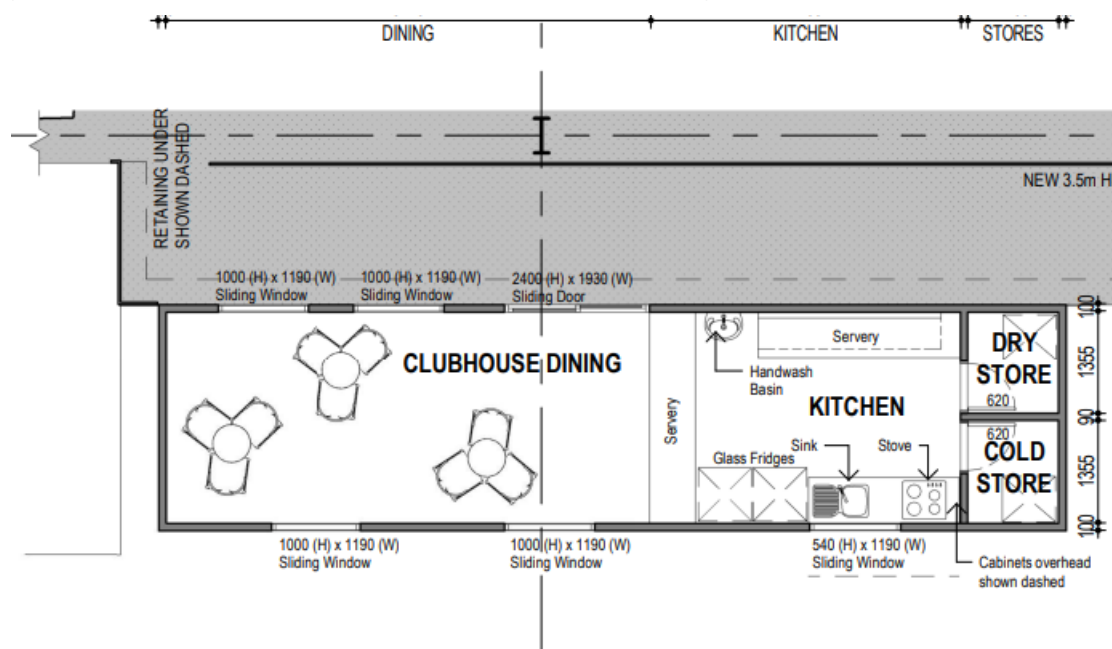 DINING
KITCHEN
STORES
RETAINING UNDER
SHOWN DASHED
NEW 3.5m H
1000 (H) x 1190 (W)
Sliding Window
1000 (H) x 1190 (W)
Sliding Window
2400 (H) x 1930 (W)
Sliding Door
100
1355
90
1355
100
CLUBHOUSE DINING
Servery
Handwash
Basin
KITCHEN
DRY
STORE
620
620
COLD
STORE
Servery
Glass Fridges
Sink
Stove
1000 (H) x 1190 (W)
Sliding Window
1000 (H) x 1190 (W)
Sliding Window
540 (H) x 1190 (W)
Sliding Window
Cabinets overhead
shown dashed